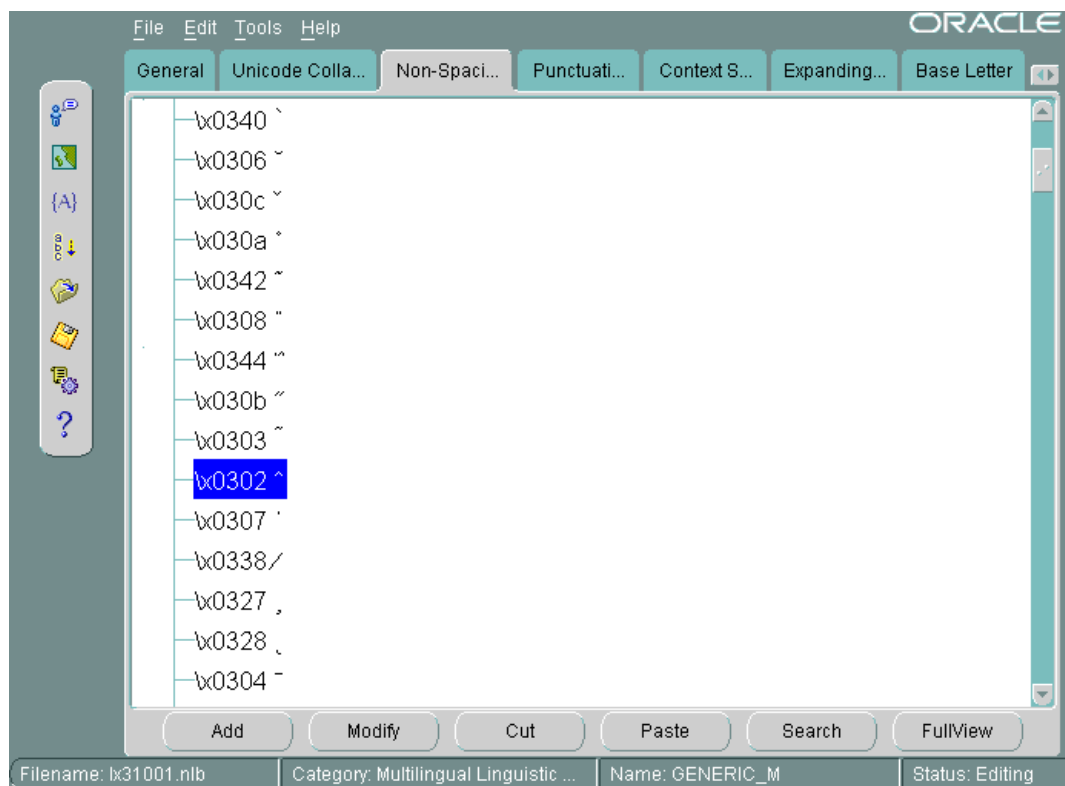 File Edit Tools Help
ORACLE
General Unicode Colla... Non-Spaci... Punctuati... Context S... Expanding... Base Letter
\x0340 `
\x0306 ˘
\x030c ˇ
\x030a °
\x0342 ˜
\x0308 ¨
\x0344 ¨´
\x030b ˝
\x0303 ˜
\x0302 ^
\x0307 ˙
\x0338/
\x0327 ¸
\x0328 ˛
\x0304 ¯
{A}
a
b
c
?
Add Modify Cut Paste Search FullView
Filename: lx31001.nlb Category: Multilingual Linguistic ... Name: GENERIC_M Status: Editing